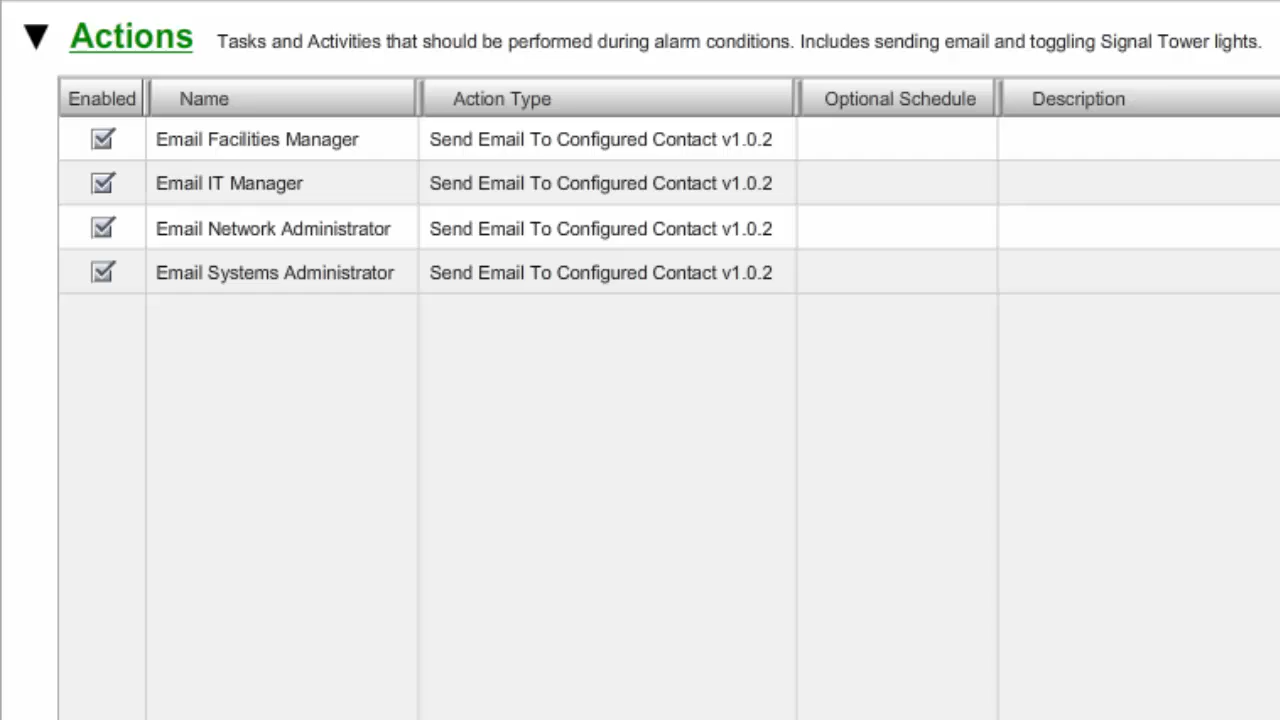 Actions Tasks and Activities that should be performed during alarm conditions. Includes sending email and toggling Signal Tower lights.
Enabled Name Action Type Optional Schedule Description
Email Facilities Manager Send Email To Configured Contact v1.0.2
Email IT Manager Send Email To Configured Contact v1.0.2
Email Network Administrator Send Email To Configured Contact v1.0.2
Email Systems Administrator Send Email To Configured Contact v1.0.2